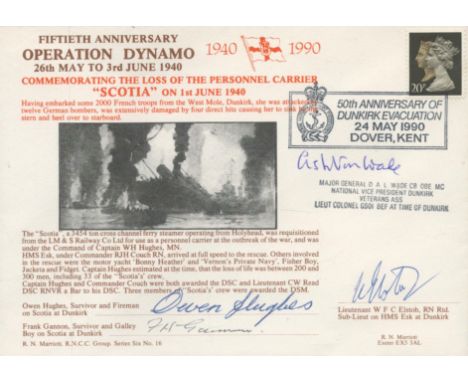 FIFTIETH ANNIVERSARY
OPERATION DYNAMO
26th MAY TO 3rd JUNE 1940
1940 1990
COMMEMORATING THE LOSS OF THE PERSONNEL CARRIER
"SCOTIA" ON 1st JUNE 1940
Having embarked some 2000 French troops from the West Mole, Dunkirk, she was attacked by
twelve German bombers, was extensively damaged by four direct hits causing her to sink by the
stern and heel over to starboard.
20P
50th ANNIVERSARY OF
DUNKIRK EVACUATION
24 MAY 1990
DOVER, KENT
MAJOR GENERAL D A L WADE CB OBE MC
NATIONAL VICE PRESIDENT DUNKIRK
VETERANS ASS
LIEUT COLONEL GSOI BEF AT TIME OF DUNKIRK
The "Scotia", a 3454 ton cross channel ferry steamer operating from Holyhead, was requisitioned
from the LM & S Railway Co Ltd for use as a personnel carrier at the outbreak of the war, and was
under the Command of Captain WH Hughes, MN.
HMS Esk, under Commander RJH Couch RN, arrived at full speed to the rescue. Others involved
in the rescue were the motor yacht 'Bonny Heather' and 'Vernon's Private Navy', Fisher Boy,
Jacketa and Fidget. Captain Hughes estimated at the time, that the loss of life was between 200 and
300 men, including 33 of the "Scotia's" crew.
Captain Hughes and Commander Couch were both awarded the DSC and Lieutenant CW Read
DSC RNVR a Bar to his DSC. Three members of "Scotia's" crew were awarded the DSM.
Owen Hughes, Survivor and Fireman
on Scotia at Dunkirk
Owen Hughes
Frank Gannon, Survivor and Galley
Boy on Scotia at Dunkirk
Lieutenant W F C Elston, RN Rtd.
Sub-Lieut on HMS Esk at Dunkirk
R. N. Marriott. R.N.C.C. Group. Series Six No. 16
R. N. Marriott
Exeter EX5 5AL